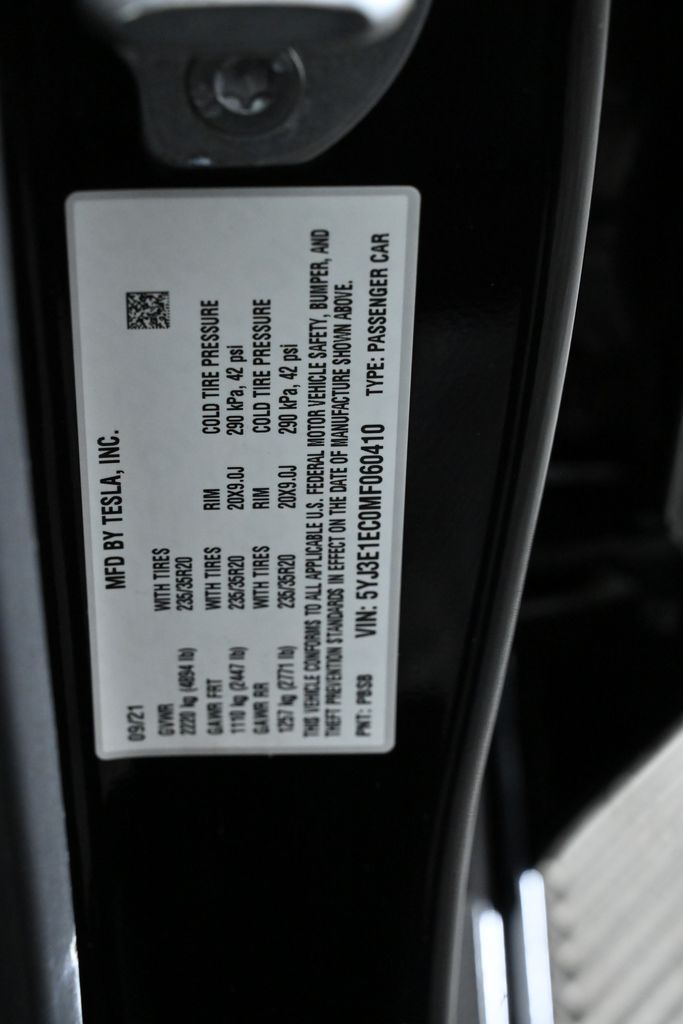 MFD BY TESLA, INC.
09/21
GVWR WITH TIRES
2220 kg (4894 lb) 235/35R20
GAWR FRT WITH TIRES RIM COLD TIRE PRESSURE
1110 kg (2447 lb) 235/35R20 20X9.0J 290 kPa, 42 psi
GAWR RR WITH TIRES RIM COLD TIRE PRESSURE
1257 kg (2771 lb) 235/35R20 20X9.0J 290 kPa, 42 psi
THIS VEHICLE CONFORMS TO ALL APPLICABLE U.S. FEDERAL MOTOR VEHICLE SAFETY, BUMPER, AND
THEFT PREVENTION STANDARDS IN EFFECT ON THE DATE OF MANUFACTURE SHOWN ABOVE.
PNT: PBSB VIN: 5YJ3E1EC0MF060410 TYPE: PASSENGER CAR